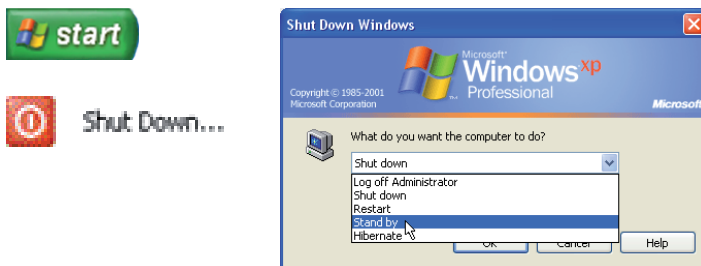 start
Shut Down...
Shut Down Windows
Copyright © 1985-2001
Microsoft Corporation
Microsoft
Windows xp
Professional
Microsoft
What do you want the computer to do?
Shut down
Log off Administrator
Shut down
Restart
Stand by
Hibernate
OK Cancel Help